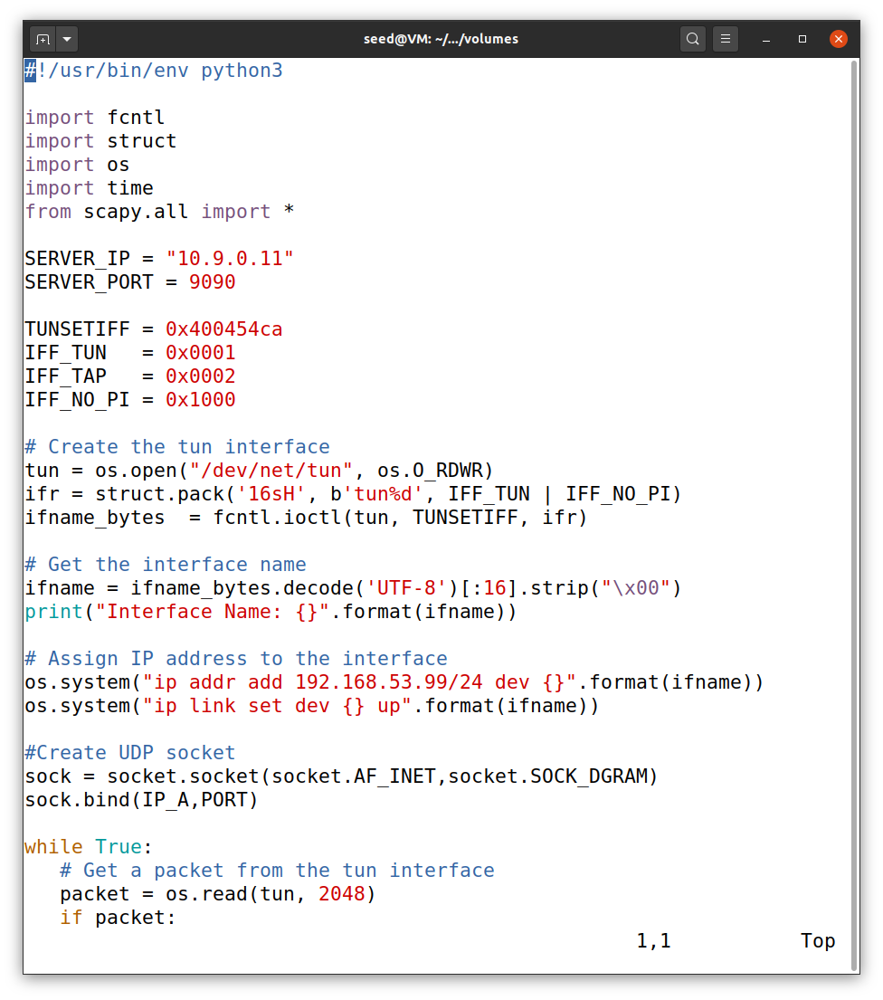 seed@VM: ~/.../volumes
#!/usr/bin/env python3
import fcntl
import struct
import os
import time
from scapy.all import *
SERVER_IP = "10.9.0.11"
SERVER_PORT = 9090
TUNSETIFF = 0x400454ca
IFF_TUN   = 0x0001
IFF_TAP   = 0x0002
IFF_NO_PI = 0x1000
# Create the tun interface
tun = os.open("/dev/net/tun", os.O_RDWR)
ifr = struct.pack('16sH', b'tun%d', IFF_TUN | IFF_NO_PI)
ifname_bytes  = fcntl.ioctl(tun, TUNSETIFF, ifr)
# Get the interface name
ifname = ifname_bytes.decode('UTF-8')[:16].strip("\x00")
print("Interface Name: {}".format(ifname))
# Assign IP address to the interface
os.system("ip addr add 192.168.53.99/24 dev {}".format(ifname))
os.system("ip link set dev {} up".format(ifname))
#Create UDP socket
sock = socket.socket(socket.AF_INET,socket.SOCK_DGRAM)
sock.bind(IP_A,PORT)
while True:
   # Get a packet from the tun interface
   packet = os.read(tun, 2048)
   if packet:
1,1           Top